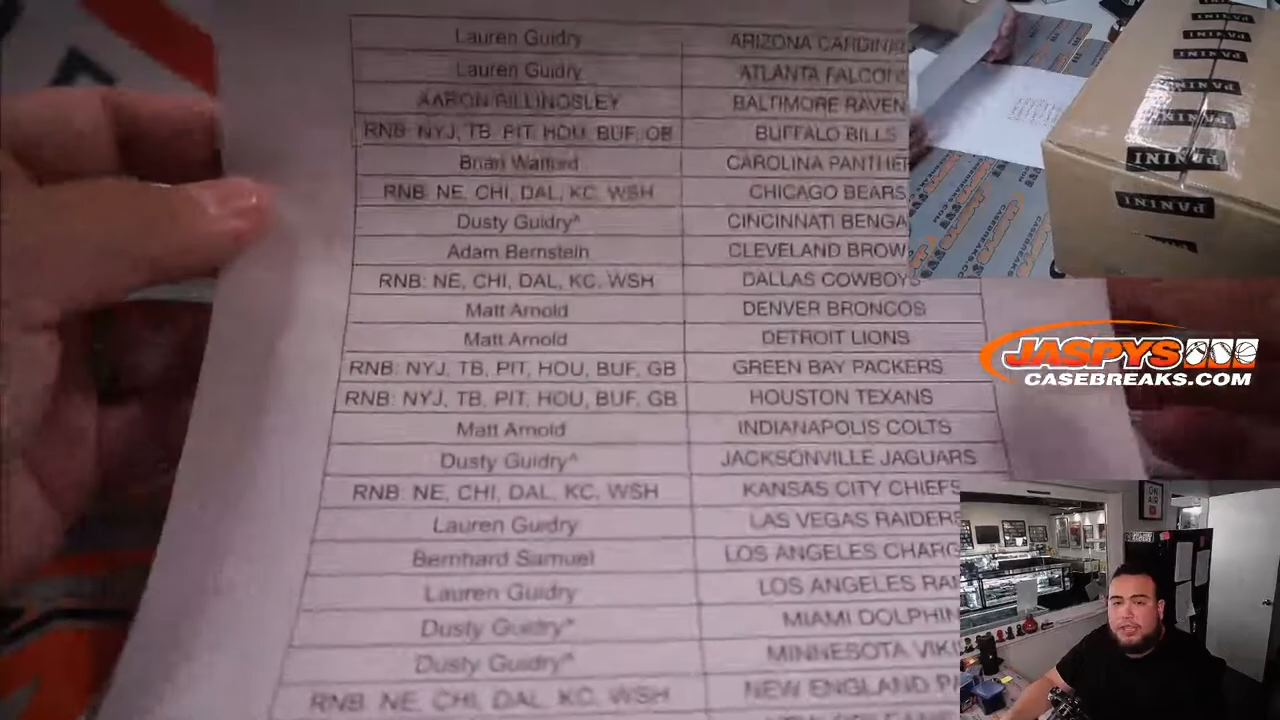 Lauren Guidry ARIZONA CARDINA
Lauren Guidry ATLANTA FALCON
AARON BILLINGSLEY BALTIMORE RAVEN
RNB: NYJ, TB, PIT, HOU, BUF, GB BUFFALO BILLS
Brian Warford CAROLINA PANTHE
RNB: NE, CHI, DAL, KC, WSH CHICAGO BEARS
Dusty Guidry^ CINCINNATI BENGA
Adam Bernstein CLEVELAND BROW
RNB: NE, CHI, DAL, KC, WSH DALLAS COWBOYS
Matt Arnold DENVER BRONCOS
Matt Arnold DETROIT LIONS
RNB: NYJ, TB, PIT, HOU, BUF, GB GREEN BAY PACKERS
RNB: NYJ, TB, PIT, HOU, BUF, GB HOUSTON TEXANS
Matt Arnold INDIANAPOLIS COLTS
Dusty Guidry^ JACKSONVILLE JAGUARS
RNB: NE, CHI, DAL, KC, WSH KANSAS CITY CHIEFS
Lauren Guidry LAS VEGAS RAIDERS
Bernhard Samuel LOS ANGELES CHARG
Lauren Guidry LOS ANGELES RA
Dusty Guidry^ MIAMI DOLPHIN
Dusty Guidry^ MINNESOTA VIKI
RNB: NE, CHI, DAL, KC, WSH NEW ENGLAND P
PANINI
PANINI
PANINI
JASPYS
CASEBREAKS.COM
ON
AIR